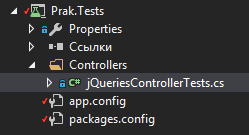 Prak.Tests
Properties
Ссылки
Controllers
C# jQueriesControllerTests.cs
app.config
packages.config